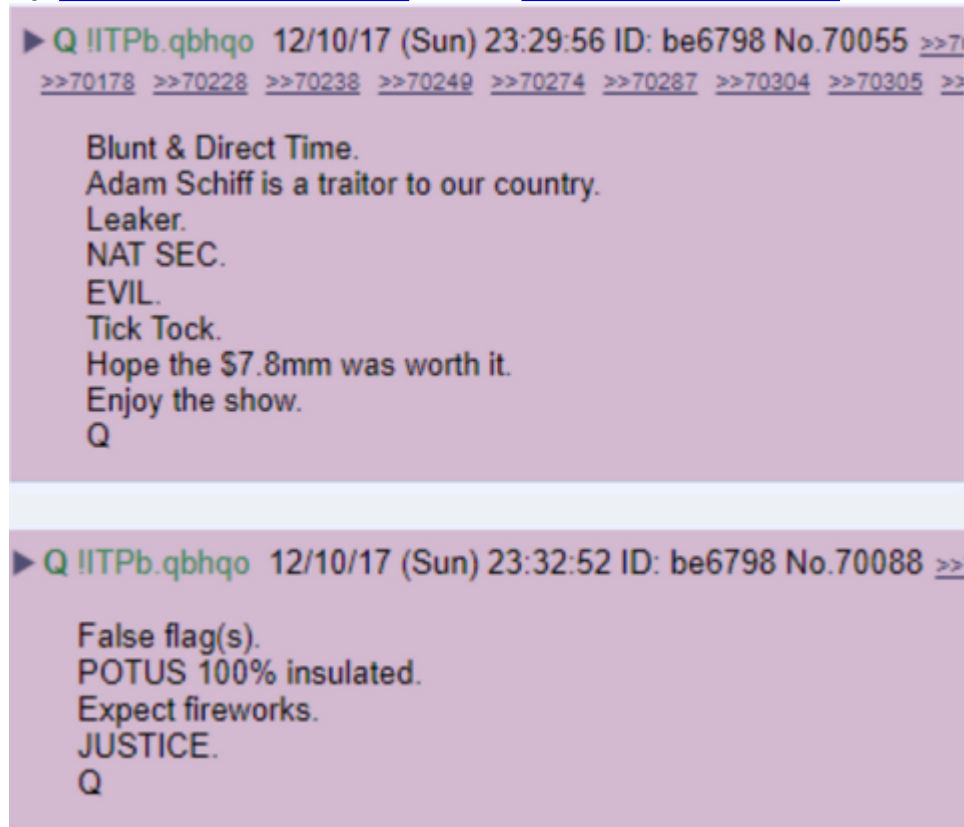 ▶ Q !ITPb.qbhqo 12/10/17 (Sun) 23:29:56 ID: be6798 No.70055
>>70178 >>70228 >>70238 >>70249 >>70274 >>70287 >>70304 >>70305 >>
Blunt & Direct Time.
Adam Schiff is a traitor to our country.
Leaker.
NAT SEC.
EVIL.
Tick Tock.
Hope the $7.8mm was worth it.
Enjoy the show.
Q
▶ Q !ITPb.qbhqo 12/10/17 (Sun) 23:32:52 ID: be6798 No.70088 >>
False flag(s).
POTUS 100% insulated.
Expect fireworks.
JUSTICE.
Q